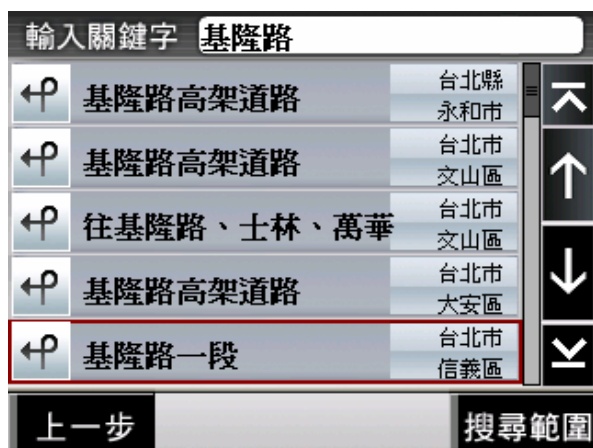 輸入關鍵字 基隆路
基隆路高架道路 台北縣
永和市
基隆路高架道路 台北市
文山區
往基隆路、士林、萬華 台北市
文山區
基隆路高架道路 台北市
大安區
基隆路一段 台北市
信義區
上一步 搜尋範圍